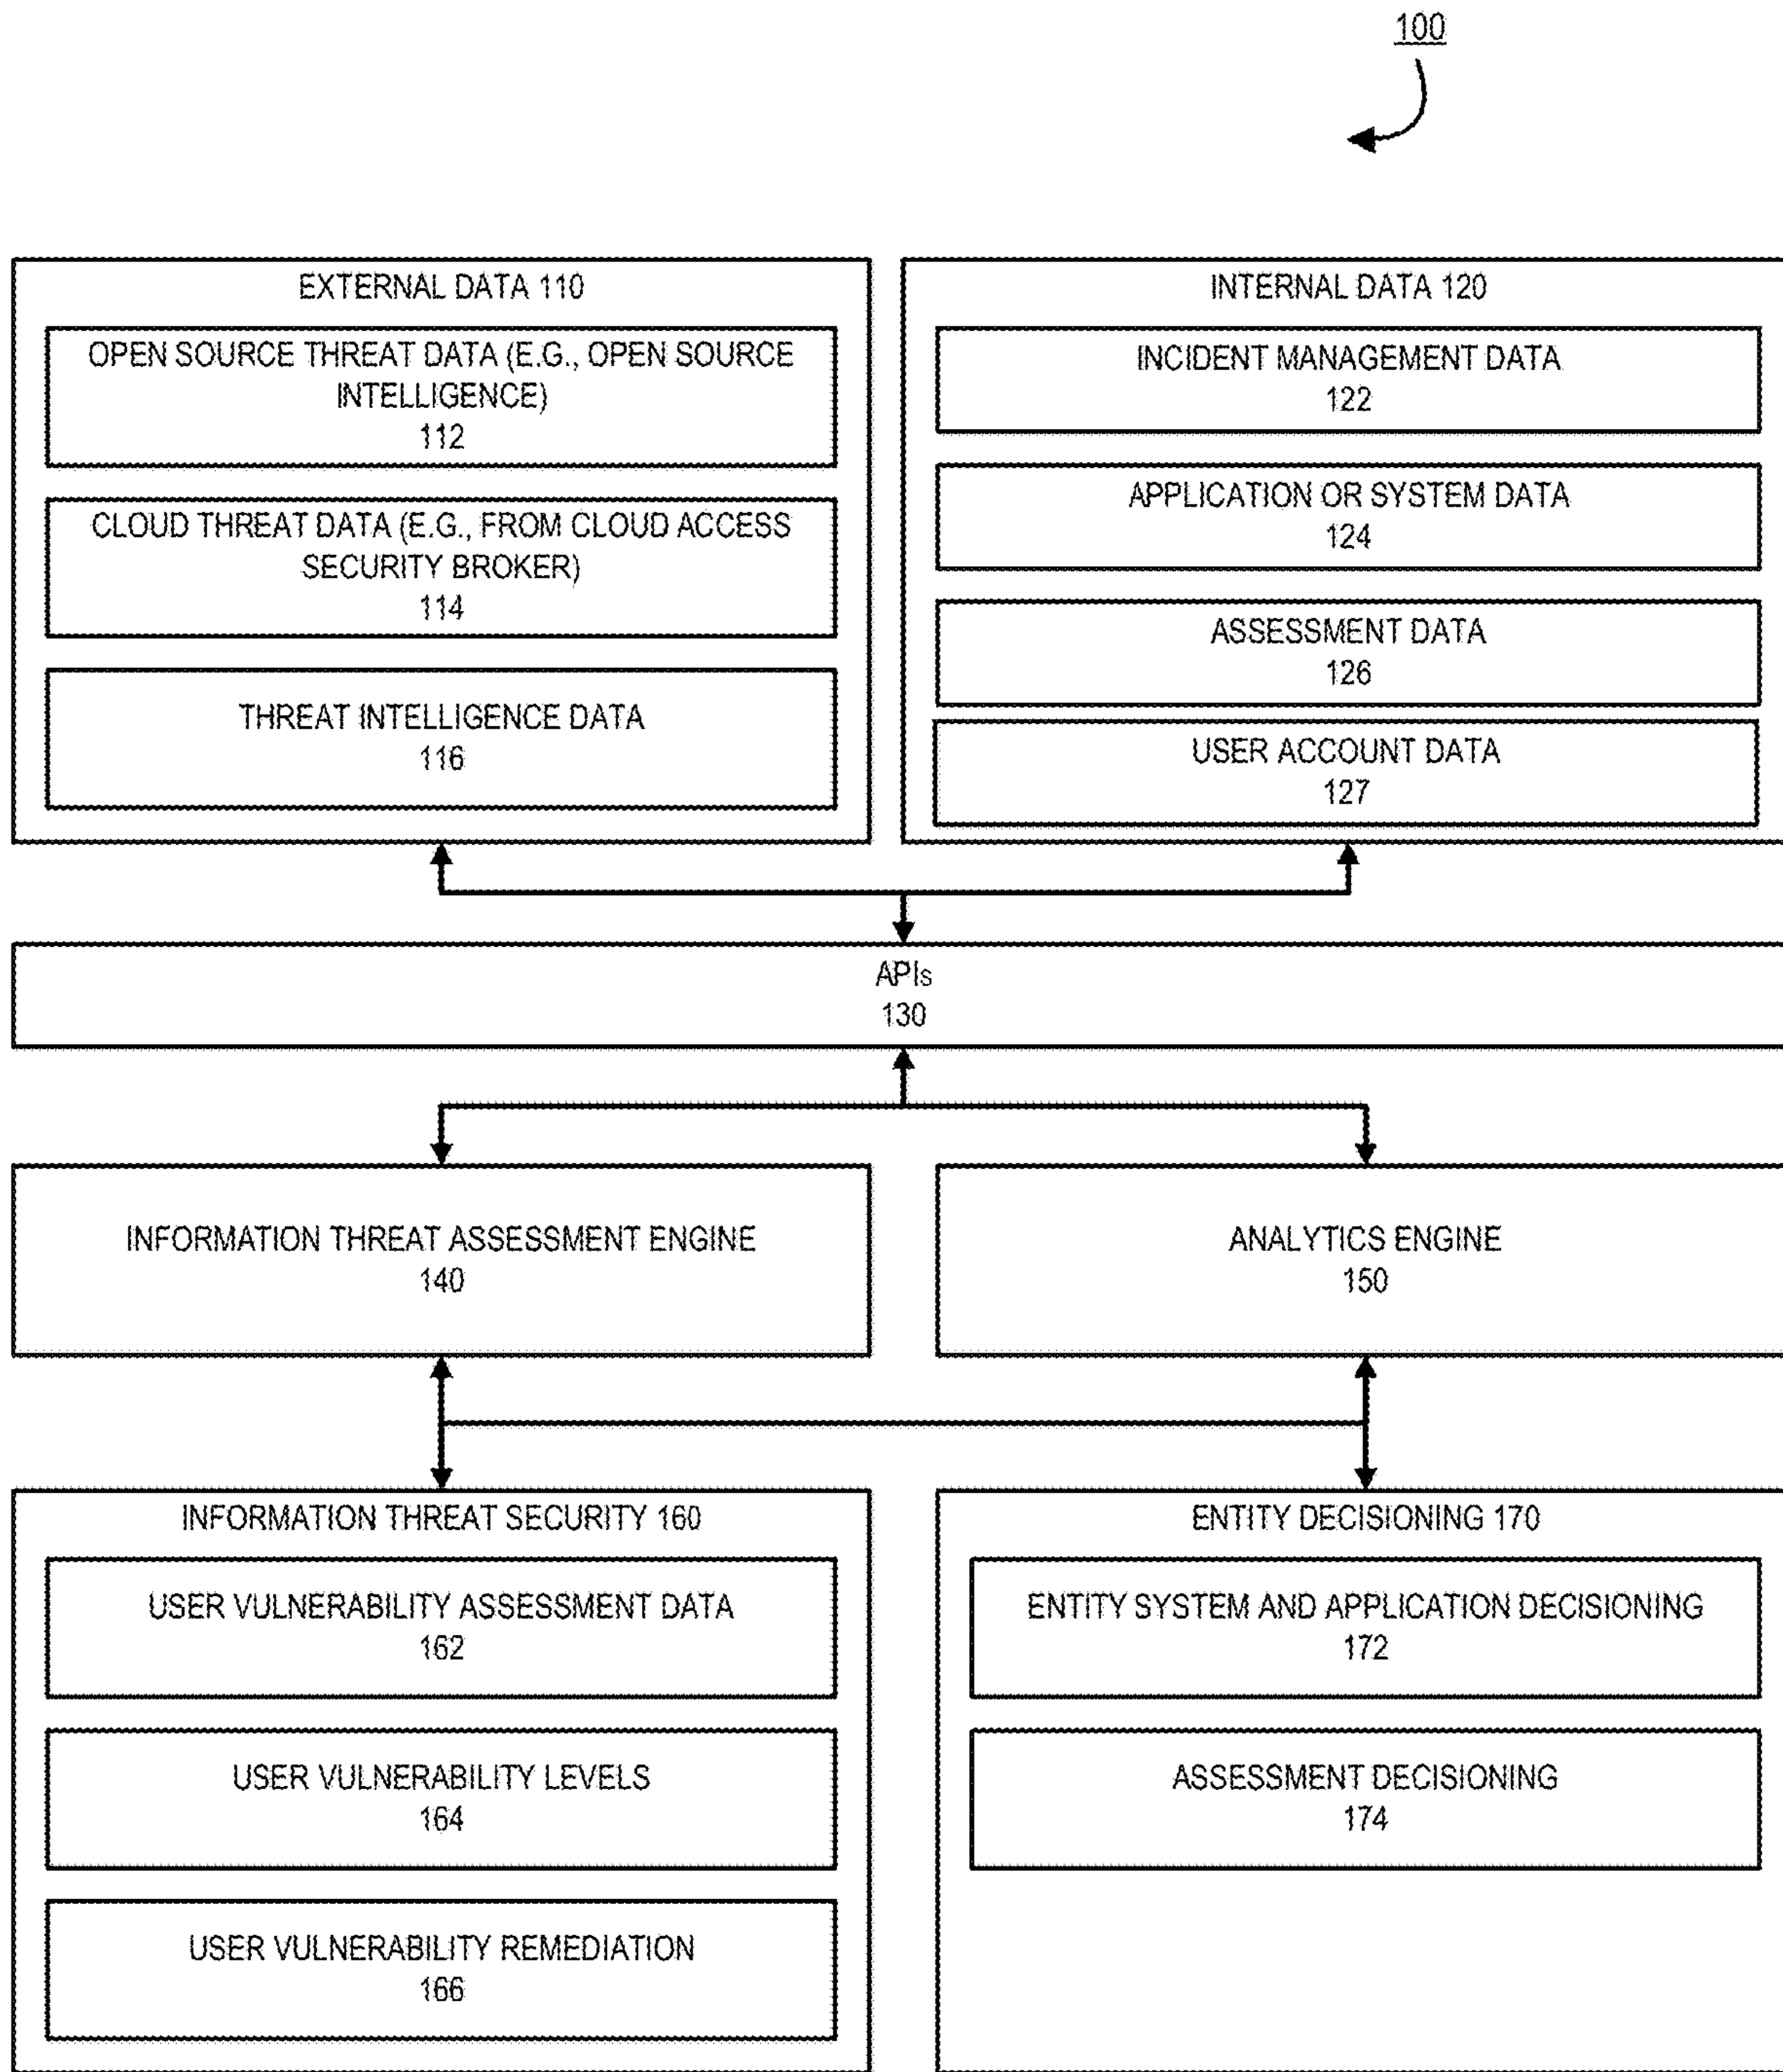 100
EXTERNAL DATA 110
OPEN SOURCE THREAT DATA (E.G., OPEN SOURCE
INTELLIGENCE)
112
CLOUD THREAT DATA (E.G., FROM CLOUD ACCESS
SECURITY BROKER)
114
THREAT INTELLIGENCE DATA
116
INTERNAL DATA 120
INCIDENT MANAGEMENT DATA
122
APPLICATION OR SYSTEM DATA
124
ASSESSMENT DATA
126
USER ACCOUNT DATA
127
APIs
130
INFORMATION THREAT ASSESSMENT ENGINE
140
ANALYTICS ENGINE
150
INFORMATION THREAT SECURITY 160
USER VULNERABILITY ASSESSMENT DATA
162
USER VULNERABILITY LEVELS
164
USER VULNERABILITY REMEDIATION
166
ENTITY DECISIONING 170
ENTITY SYSTEM AND APPLICATION DECISIONING
172
ASSESSMENT DECISIONING
174